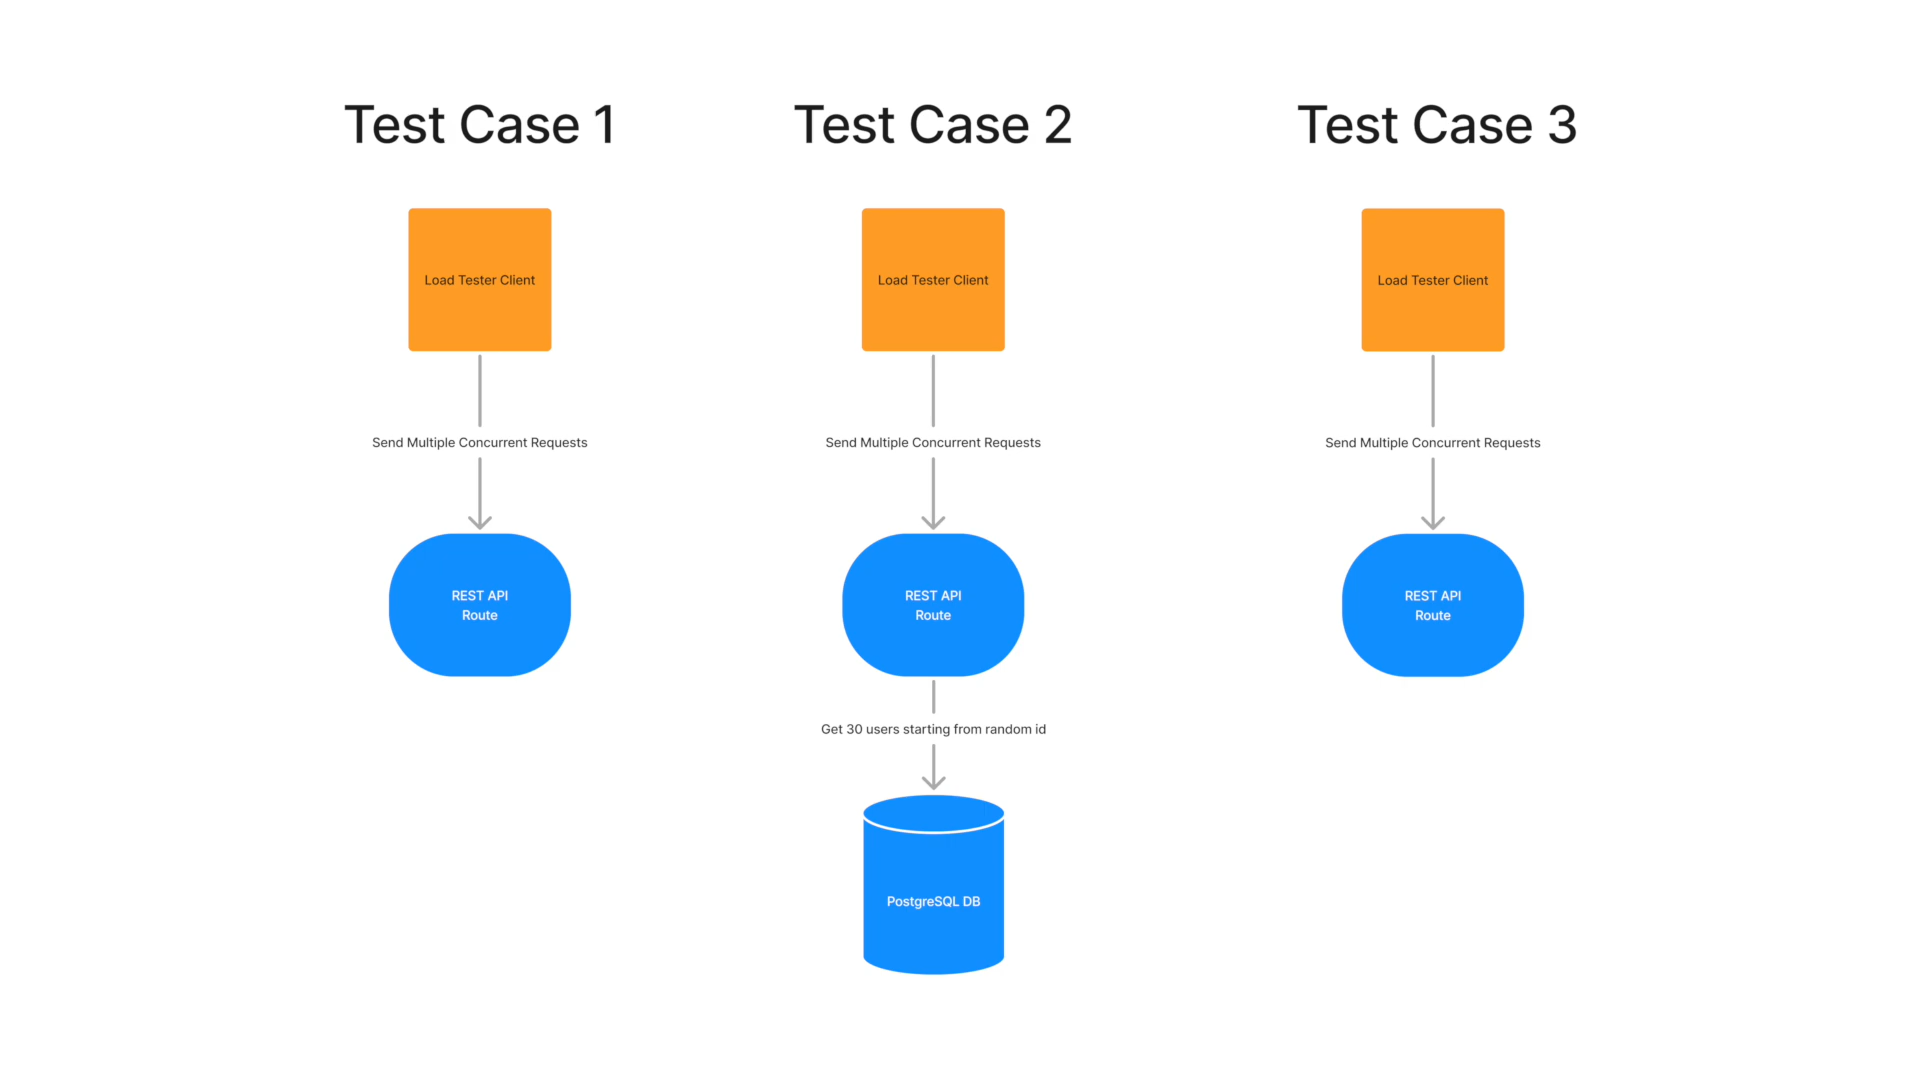 Test Case 1
Test Case 2
Test Case 3
Load Tester Client
Load Tester Client
Load Tester Client
Send Multiple Concurrent Requests
Send Multiple Concurrent Requests
Send Multiple Concurrent Requests
REST API
Route
REST API
Route
REST API
Route
Get 30 users starting from random id
PostgreSQL DB